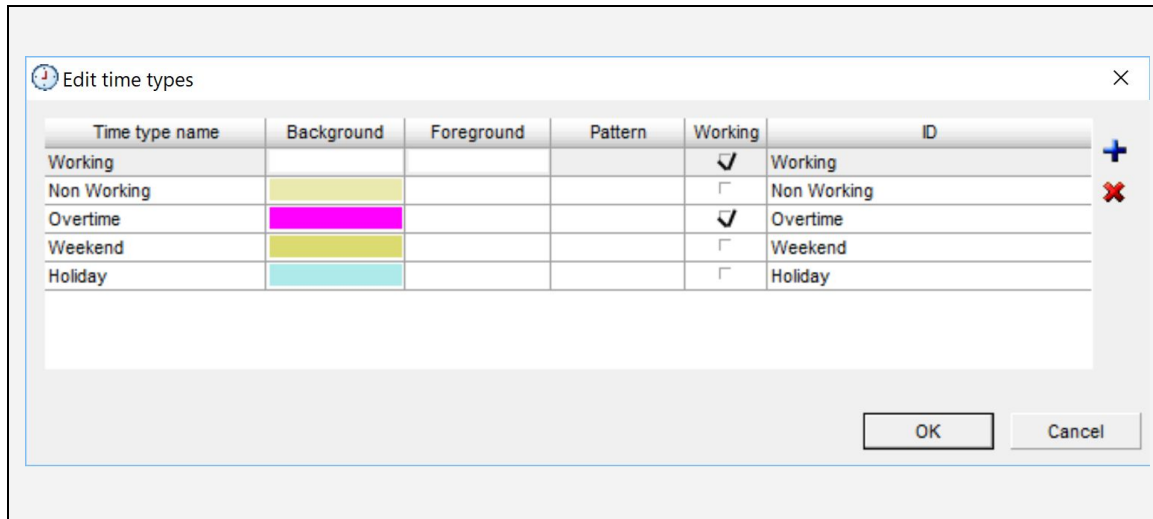 Edit time types
Time type name Background Foreground Pattern Working ID
Working Working
Non Working Non Working
Overtime Overtime
Weekend Weekend
Holiday Holiday
OK Cancel